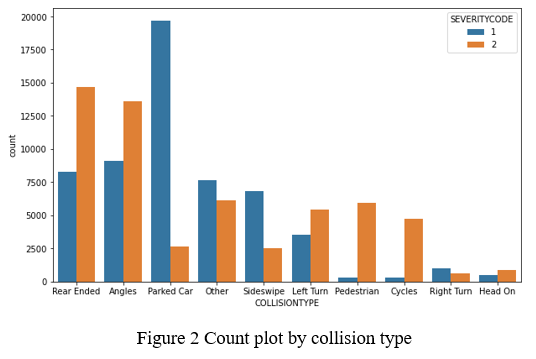 SEVERITYCODE
1
2
20000
17500
15000
12500
10000
7500
5000
2500
0
count
Rear Ended Angles Parked Car Other Sideswipe Left Turn Pedestrian Cycles Right Turn Head On
COLLISIONTYPE
Figure 2 Count plot by collision type